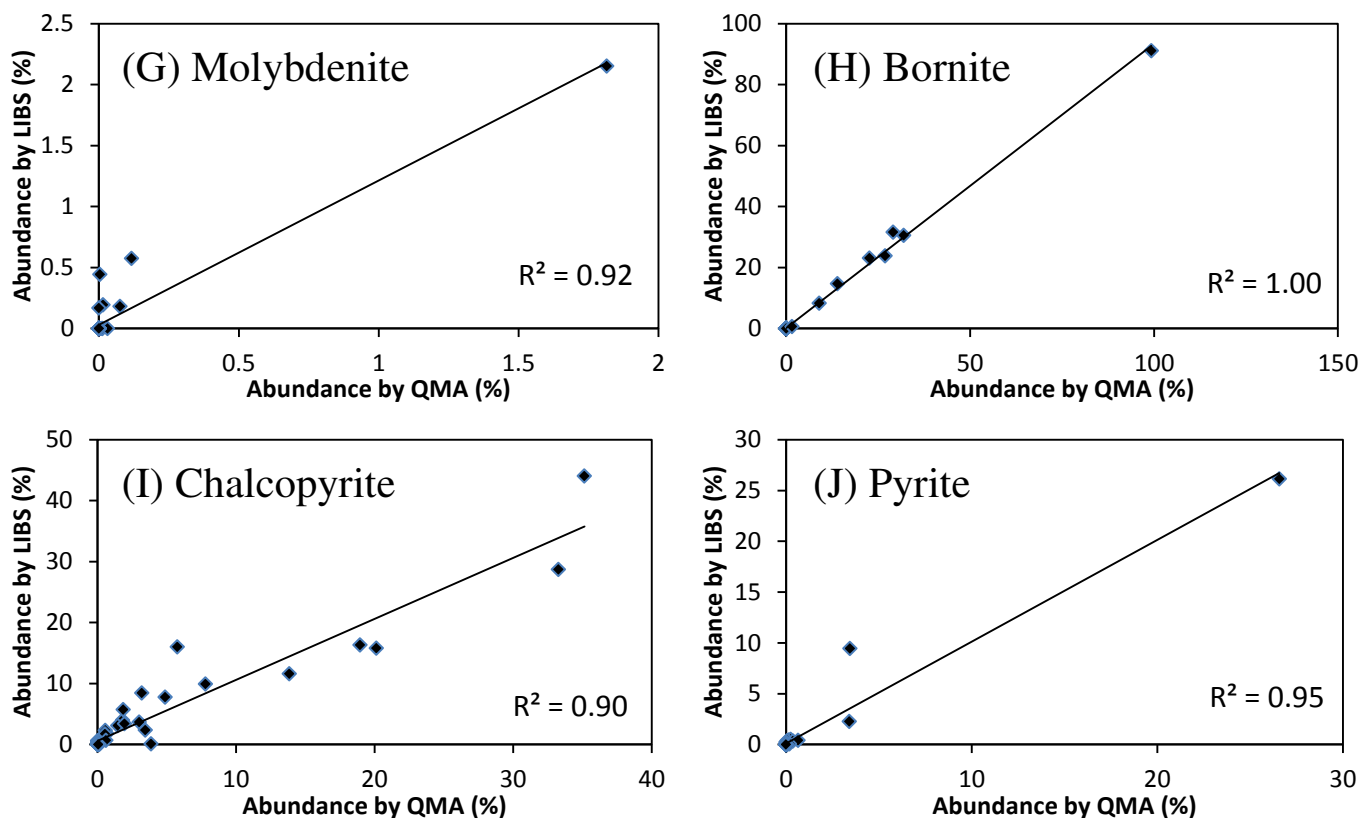 (G) Molybdenite
Abundance by LIBS (%)
2.5
2
1.5
1
0.5
0
0
0.5
1
1.5
2
R² = 0.92
Abundance by QMA (%)
(H) Bornite
Abundance by LIBS (%)
100
80
60
40
20
0
0
50
100
150
R² = 1.00
Abundance by QMA (%)
(I) Chalcopyrite
Abundance by LIBS (%)
50
40
30
20
10
0
0
10
20
30
40
R² = 0.90
Abundance by QMA (%)
(J) Pyrite
Abundance by LIBS (%)
30
25
20
15
10
5
0
0
10
20
30
R² = 0.95
Abundance by QMA (%)